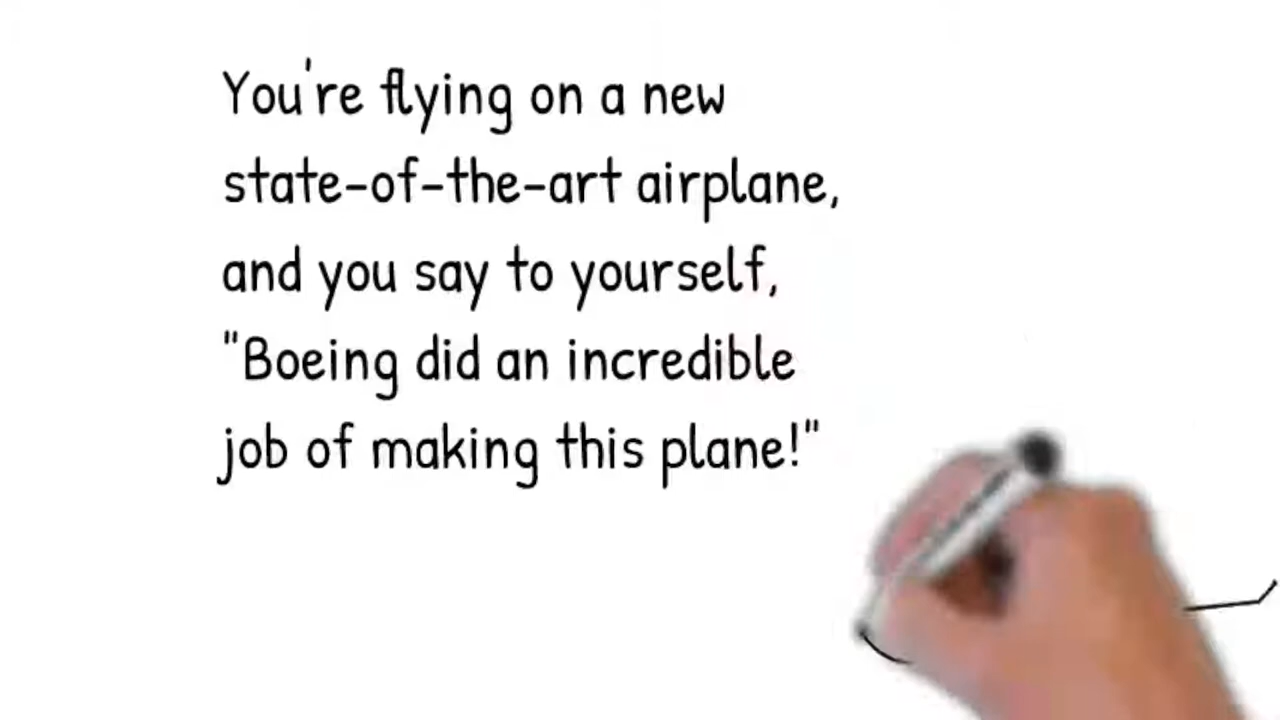 You're flying on a new
state-of-the-art airplane,
and you say to yourself,
"Boeing did an incredible
job of making this plane!"